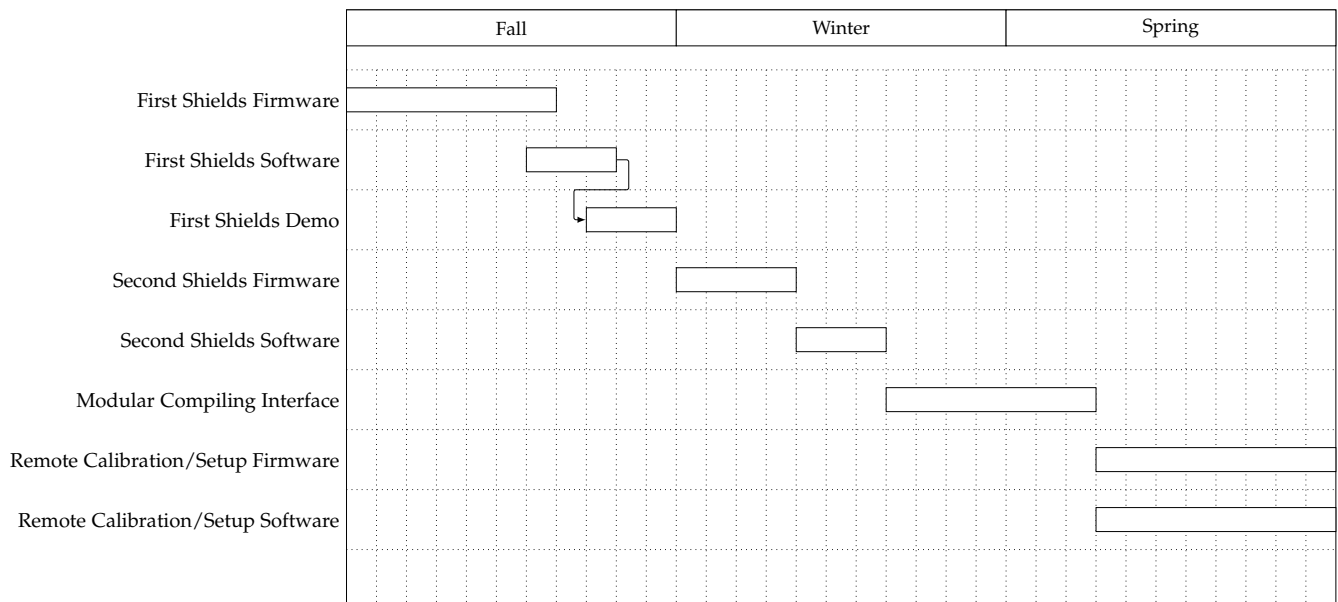 Fall Winter Spring
First Shields Firmware
First Shields Software
First Shields Demo
Second Shields Firmware
Second Shields Software
Modular Compiling Interface
Remote Calibration/Setup Firmware
Remote Calibration/Setup Software